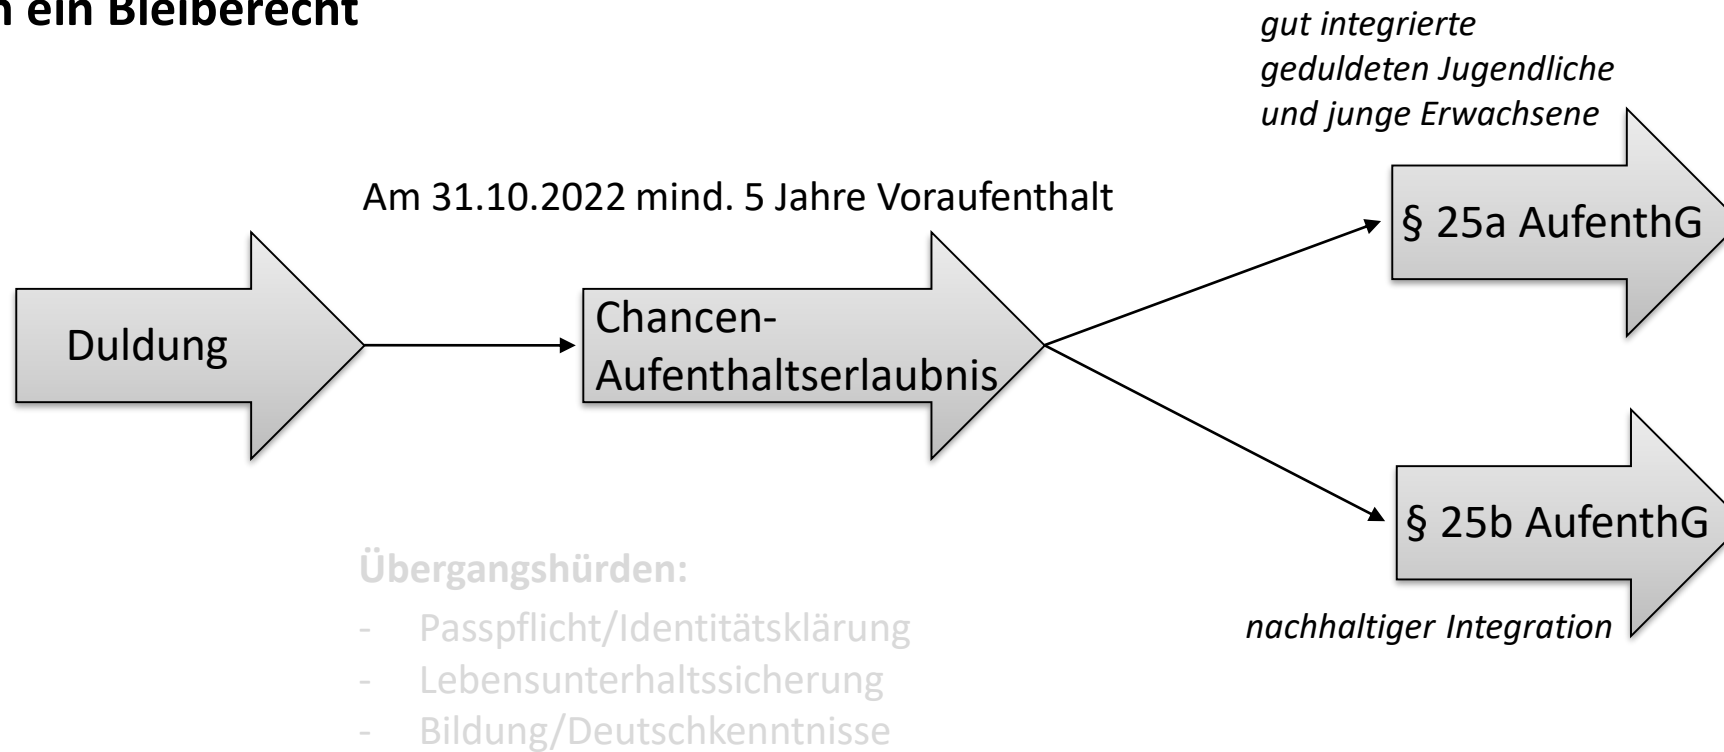 ein Bleiberecht
gut integrierte
geduldeten Jugendliche
und junge Erwachsene
§ 25a AufenthG
Am 31.10.2022 mind. 5 Jahre Voraufenthalt
Duldung
Chancen-
Aufenthaltserlaubnis
§ 25b AufenthG
nachhaltiger Integration
Übergangshürden:
- Passpflicht/Identitätsklärung
- Lebensunterhaltssicherung
- Bildung/Deutschkenntnisse